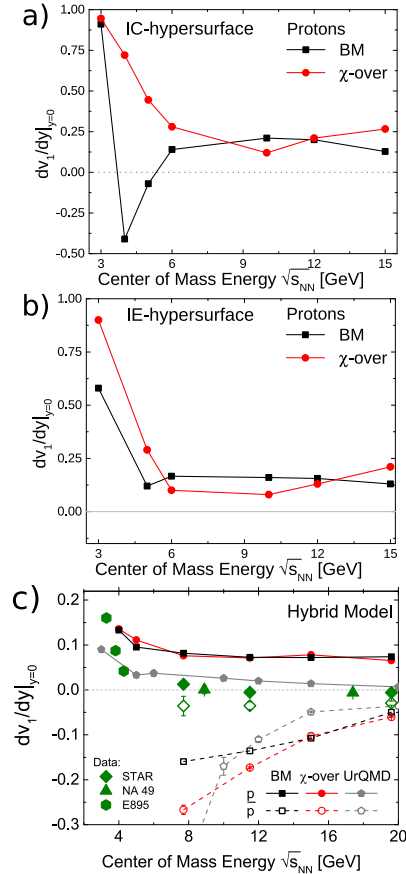 a)
IC-hypersurface
Protons
BM
χ-over
1.00
0.75
0.50
0.25
0.00
-0.25
-0.50
dv₁/dy|y=0
3 6 9 12 15
Center of Mass Energy √sNN [GeV]
b)
IE-hypersurface
Protons
BM
χ-over
1.00
0.75
0.50
0.25
0.00
dv₁/dy|y=0
3 6 9 12 15
Center of Mass Energy √sNN [GeV]
c)
Hybrid Model
0.2
0.1
0.0
-0.1
-0.2
-0.3
dv₁/dy|y=0
Data:
STAR
NA 49
E895
BM χ-over UrQMD
p
p̅
4 8 12 16 20
Center of Mass Energy √sNN [GeV]